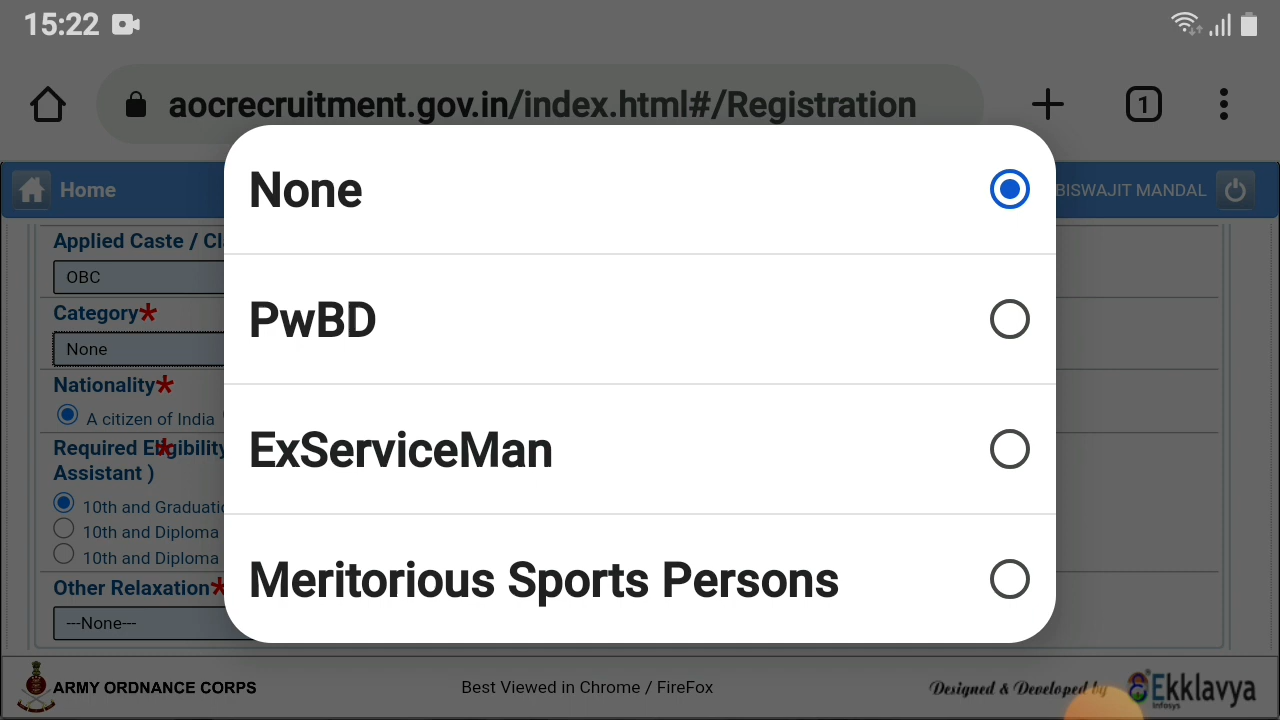 15:22
aocrecruitment.gov.in/index.html#/Registration
1
Home
BISWAJIT MANDAL
Applied Caste /
OBC
Category*
None
Nationality*
A citizen of India
Required Eligibility*
Assistant )
10th and
10th and Diploma
10th and Diploma
Other Relaxation*
---None---
None
PwBD
ExServiceMan
Meritorious Sports Persons
ARMY ORDNANCE CORPS
Best Viewed in Chrome / FireFox
Designed & Developed by
Ekklavya
Infosys